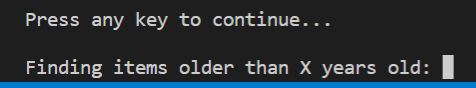 Press any key to continue...
Finding items older than X years old: